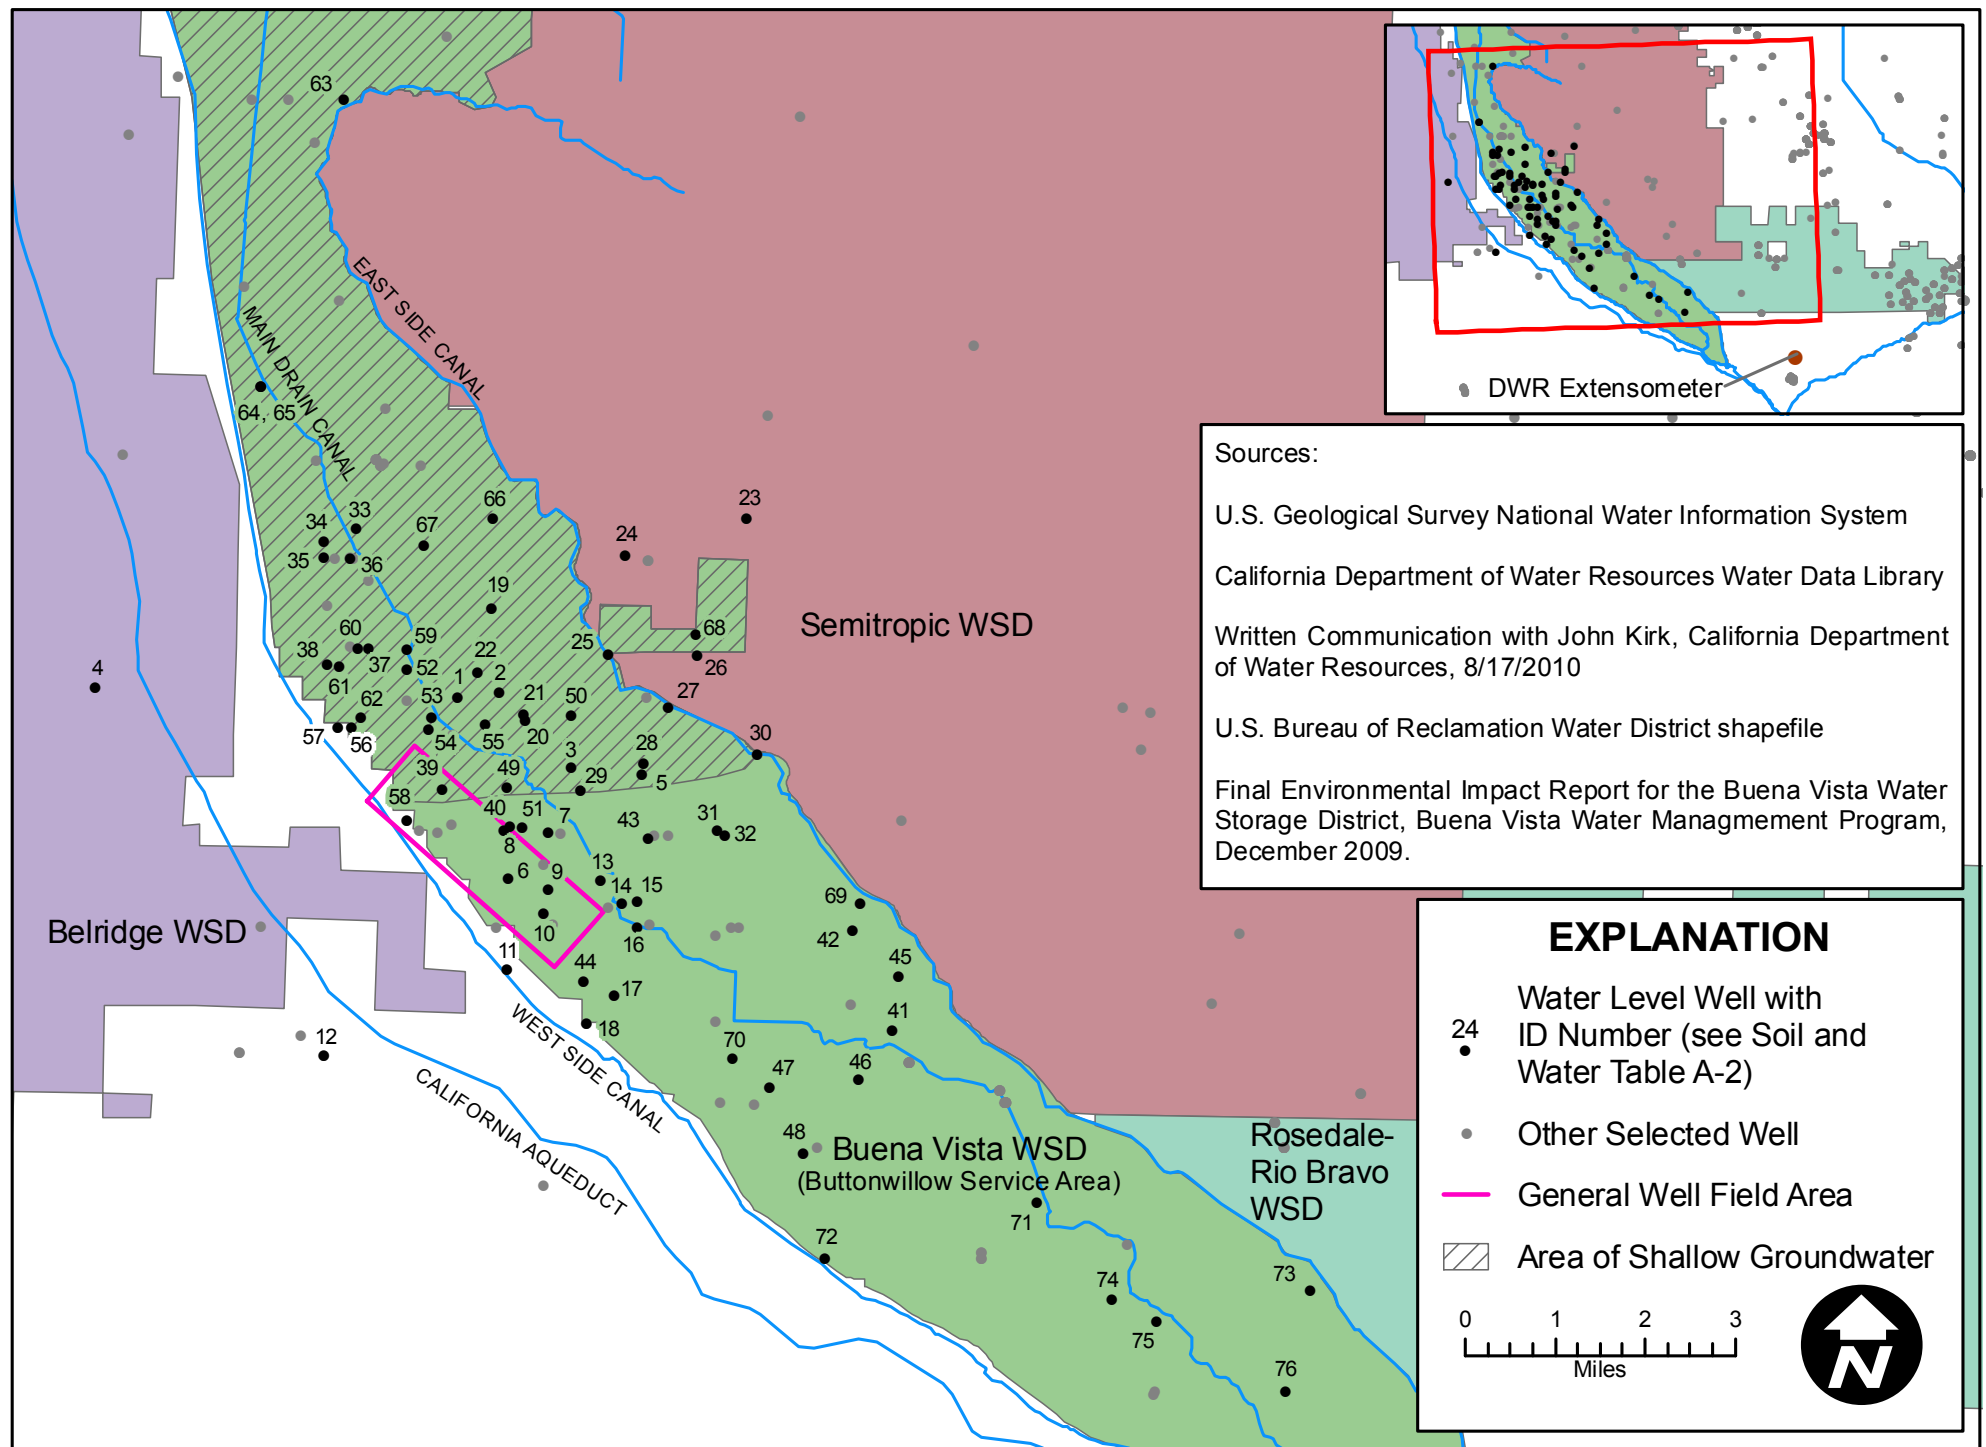 63
EAST SIDE CANAL
MAIN DRAIN CANAL
64, 65
DWR Extensometer
Sources:
U.S. Geological Survey National Water Information System
California Department of Water Resources Water Data Library
Written Communication with John Kirk, California Department
of Water Resources, 8/17/2010
U.S. Bureau of Reclamation Water District shapefile
Final Environmental Impact Report for the Buena Vista Water
Storage District, Buena Vista Water Managmement Program,
December 2009.
23
66
33
34
67
24
35
36
19
Semitropic WSD
60
59
25
68
38
37
52
22
26
4
61
1
2
62
53
21
50
27
57
56
54
55
20
30
3
28
39
49
29
5
58
40
51
7
43
31
32
8
6
9
13
14
15
69
10
16
42
Belridge WSD
11
44
45
17
18
41
12
70
WEST SIDE CANAL
47
46
CALIFORNIA AQUEDUCT
48
Buena Vista WSD
(Buttonwillow Service Area)
Rosedale-
Rio Bravo
WSD
71
72
73
74
75
76
EXPLANATION
24
Water Level Well with
ID Number (see Soil and
Water Table A-2)
Other Selected Well
General Well Field Area
Area of Shallow Groundwater
0 1 2 3
Miles
N